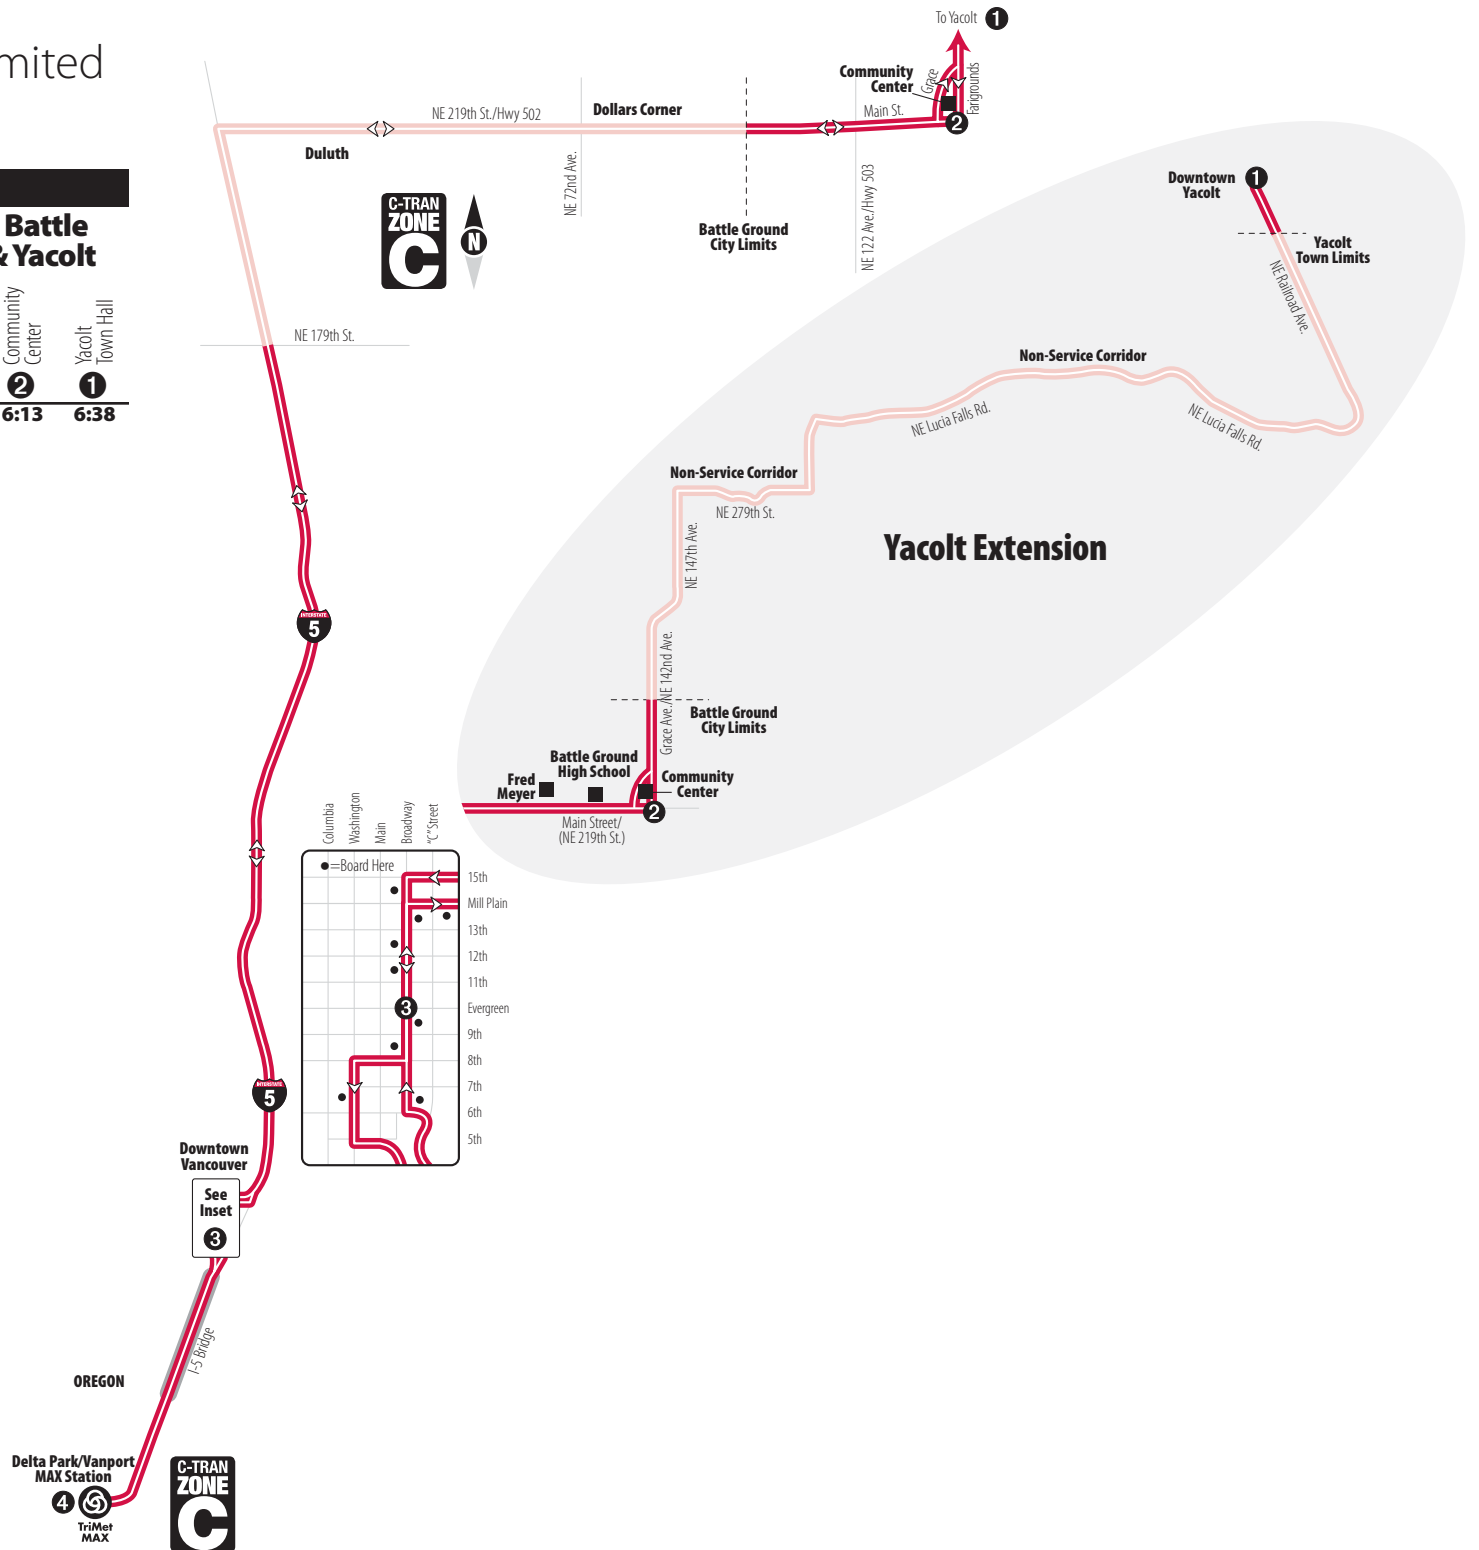 mited
Battle
& Yacolt
Community
Center
Yacolt
Town Hall
2
1
6:13
6:38
To Yacolt 1
Community
Center
Grace
Farigrounds
Main St.
2
NE 219th St./Hwy 502
Dollars Corner
Duluth
NE 72nd Ave.
Battle Ground
City Limits
NE 122 Ave./Hwy 503
C-TRAN
ZONE
C
N
NE 179th St.
Downtown
Yacolt
1
Yacolt
Town Limits
NE Railroad Ave.
Non-Service Corridor
NE Lucia Falls Rd.
NE Lucia Falls Rd.
Non-Service Corridor
NE 279th St.
NE 147th Ave.
Yacolt Extension
Grace Ave./NE 142nd Ave.
Battle Ground
City Limits
Battle Ground
High School
Fred
Meyer
Community
Center
2
Main Street/
(NE 219th St.)
INTERSTATE
5
Columbia
Washington
Main
Broadway
"C" Street
=Board Here
15th
Mill Plain
13th
12th
11th
Evergreen
3
9th
8th
7th
6th
5th
INTERSTATE
5
Downtown
Vancouver
See
Inset
3
I-5 Bridge
OREGON
Delta Park/Vanport
MAX Station
4
TriMet
MAX
C-TRAN
ZONE
C